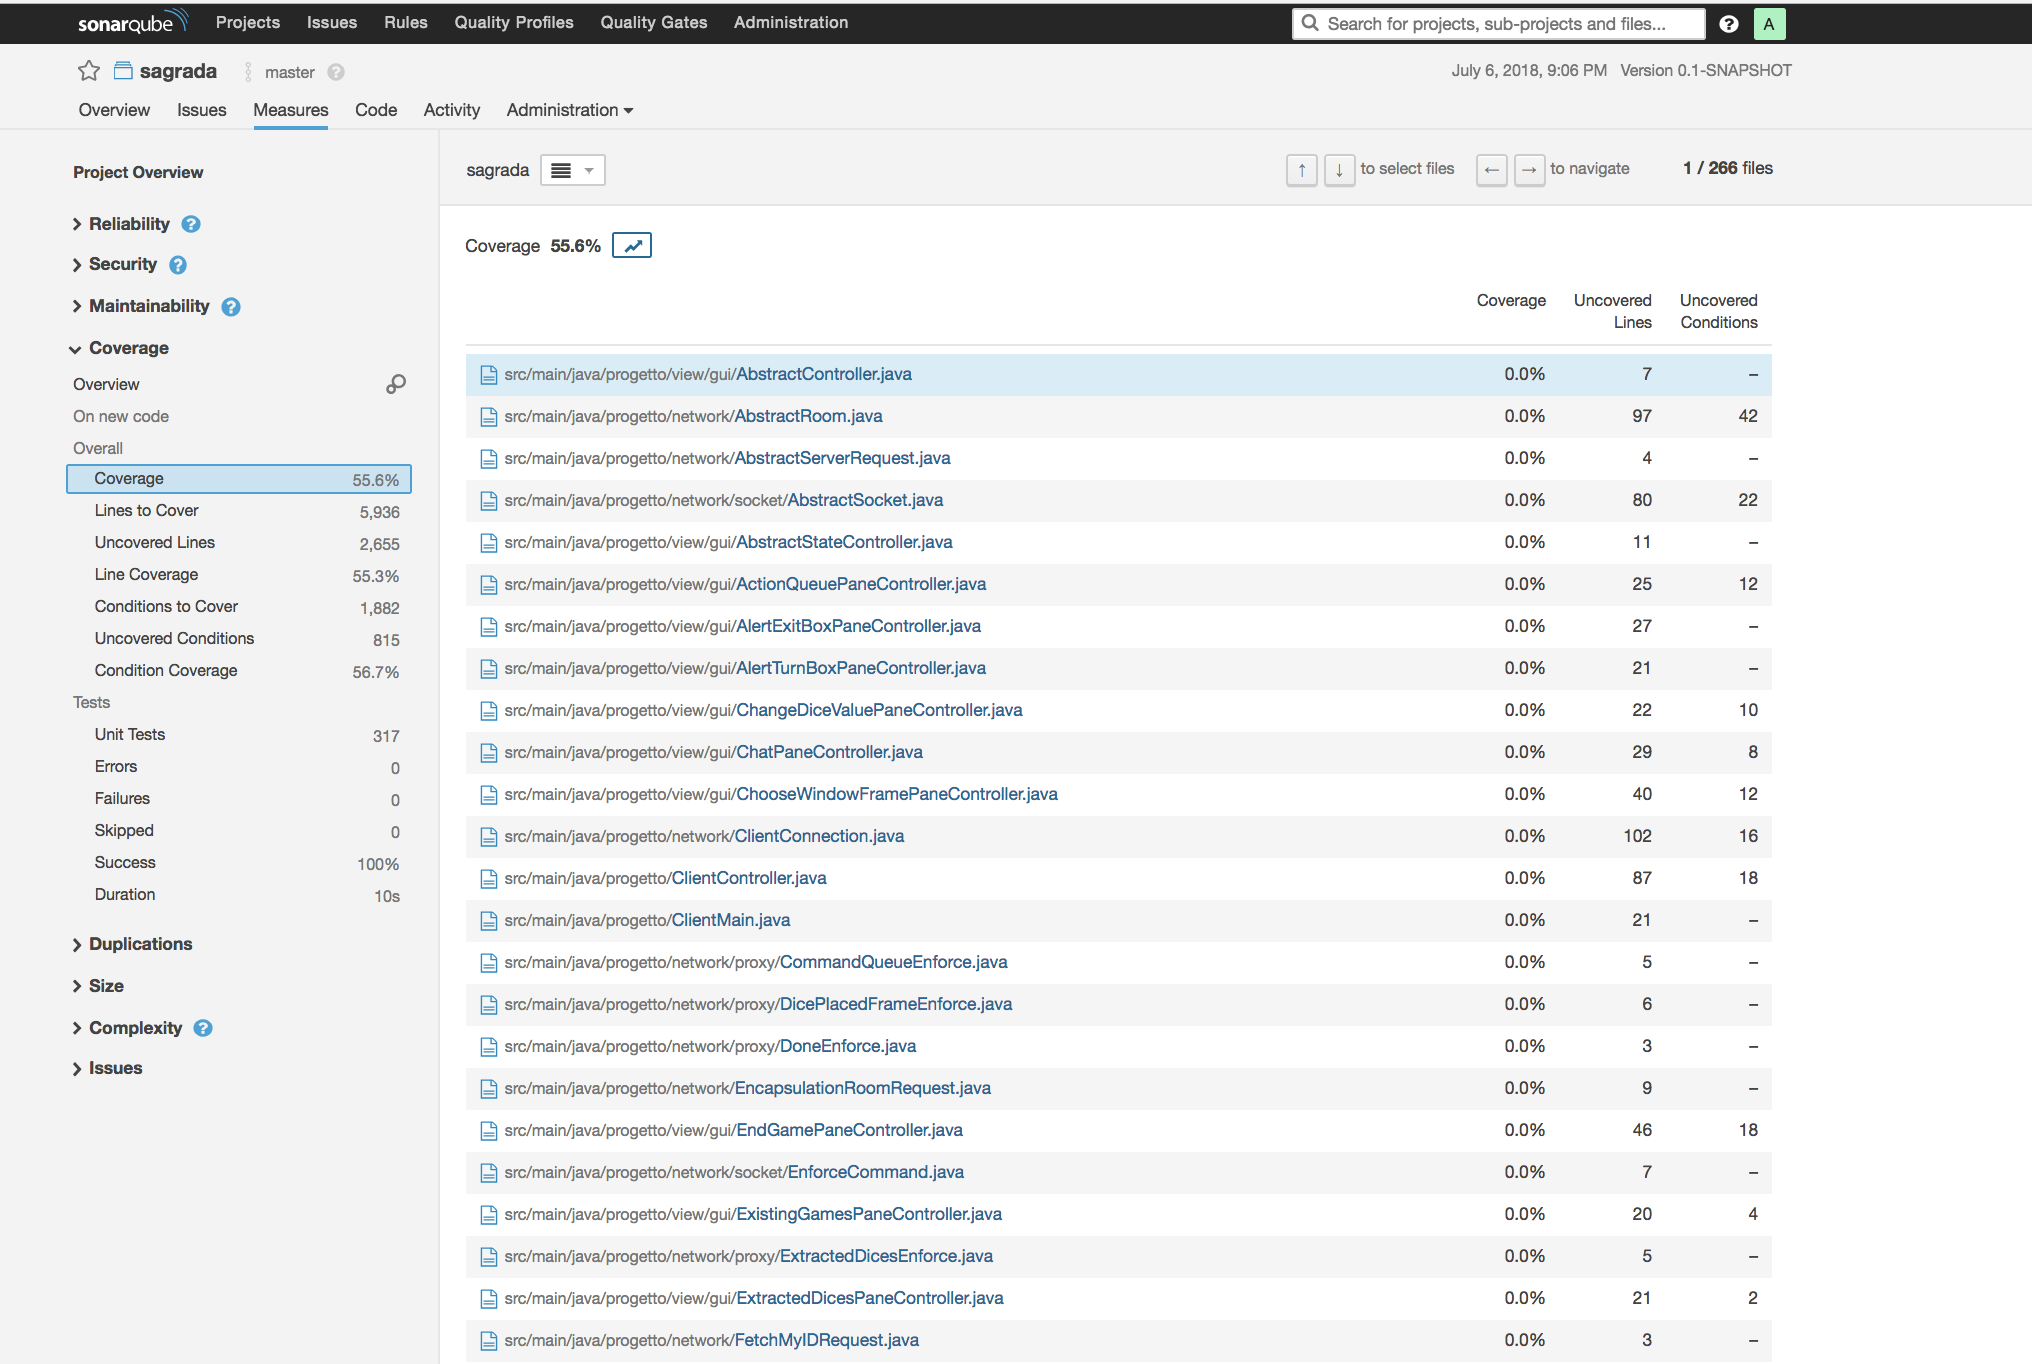 sonarqube Projects Issues Rules Quality Profiles Quality Gates Administration Search for projects, sub-projects and files... ? A
sagrada master ? July 6, 2018, 9:06 PM Version 0.1-SNAPSHOT
Overview Issues Measures Code Activity Administration
Project Overview
Reliability ?
Security ?
Maintainability ?
Coverage
Overview
On new code
Overall
Coverage 55.6%
Lines to Cover 5,936
Uncovered Lines 2,655
Line Coverage 55.3%
Conditions to Cover 1,882
Uncovered Conditions 815
Condition Coverage 56.7%
Tests
Unit Tests 317
Errors 0
Failures 0
Skipped 0
Success 100%
Duration 10s
Duplications
Size
Complexity ?
Issues
sagrada ↑ ↓ to select files ← → to navigate 1 / 266 files
Coverage 55.6%
Coverage Uncovered Lines Uncovered Conditions
src/main/java/progetto/view/gui/AbstractController.java 0.0% 7 –
src/main/java/progetto/network/AbstractRoom.java 0.0% 97 42
src/main/java/progetto/network/AbstractServerRequest.java 0.0% 4 –
src/main/java/progetto/network/socket/AbstractSocket.java 0.0% 80 22
src/main/java/progetto/view/gui/AbstractStateController.java 0.0% 11 –
src/main/java/progetto/view/gui/ActionQueuePaneController.java 0.0% 25 12
src/main/java/progetto/view/gui/AlertExitBoxPaneController.java 0.0% 27 –
src/main/java/progetto/view/gui/AlertTurnBoxPaneController.java 0.0% 21 –
src/main/java/progetto/view/gui/ChangeDiceValuePaneController.java 0.0% 22 10
src/main/java/progetto/view/gui/ChatPaneController.java 0.0% 29 8
src/main/java/progetto/view/gui/ChooseWindowFramePaneController.java 0.0% 40 12
src/main/java/progetto/network/ClientConnection.java 0.0% 102 16
src/main/java/progetto/ClientController.java 0.0% 87 18
src/main/java/progetto/ClientMain.java 0.0% 21 –
src/main/java/progetto/network/proxy/CommandQueueEnforce.java 0.0% 5 –
src/main/java/progetto/network/proxy/DicePlacedFrameEnforce.java 0.0% 6 –
src/main/java/progetto/network/proxy/DoneEnforce.java 0.0% 3 –
src/main/java/progetto/network/EncapsulationRoomRequest.java 0.0% 9 –
src/main/java/progetto/view/gui/EndGamePaneController.java 0.0% 46 18
src/main/java/progetto/network/socket/EnforceCommand.java 0.0% 7 –
src/main/java/progetto/view/gui/ExistingGamesPaneController.java 0.0% 20 4
src/main/java/progetto/network/proxy/ExtractedDicesEnforce.java 0.0% 5 –
src/main/java/progetto/view/gui/ExtractedDicesPaneController.java 0.0% 21 2
src/main/java/progetto/network/FetchMyIDRequest.java 0.0% 3 –